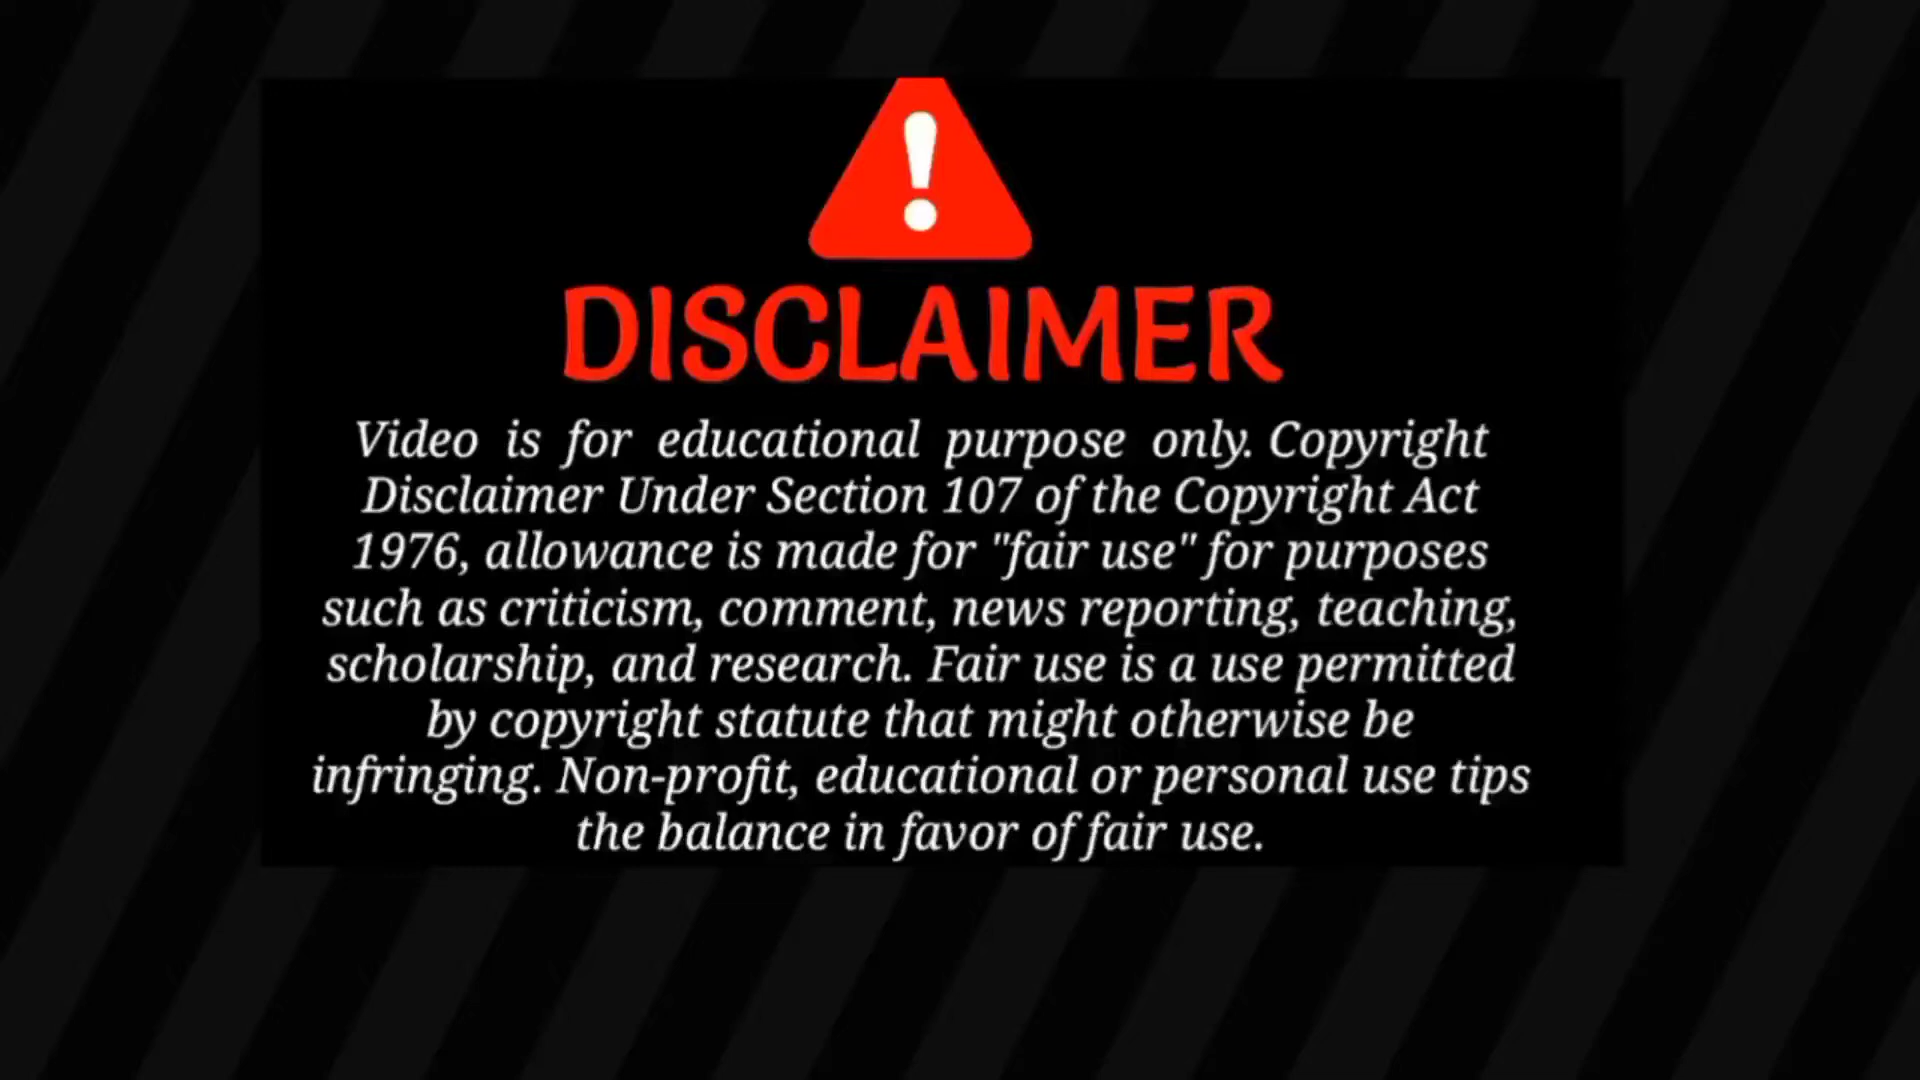 !
DISCLAIMER
Video is for educational purpose only. Copyright
Disclaimer Under Section 107 of the Copyright Act
1976, allowance is made for "fair use" for purposes
such as criticism, comment, news reporting, teaching,
scholarship, and research. Fair use is a use permitted
by copyright statute that might otherwise be
infringing. Non-profit, educational or personal use tips
the balance in favor of fair use.